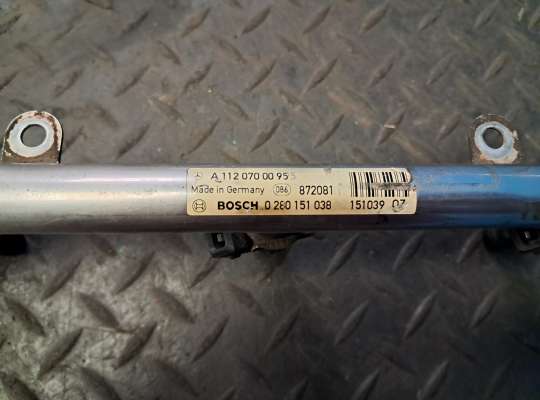 A 112 070 00 95
Made in Germany 086 872081
BOSCH 0 280 151 038 151039 07